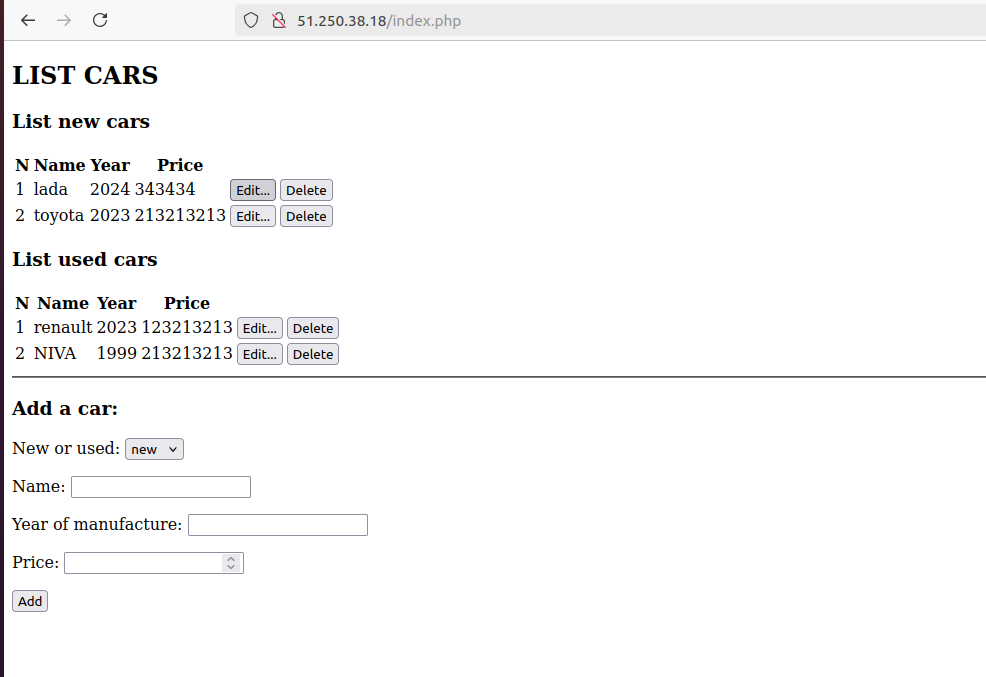 51.250.38.18/index.php
LIST CARS
List new cars
N Name Year Price
1 lada 2024 343434 Edit... Delete
2 toyota 2023 213213213 Edit... Delete
List used cars
N Name Year Price
1 renault 2023 123213213 Edit... Delete
2 NIVA 1999 213213213 Edit... Delete
Add a car:
New or used: new
Name:
Year of manufacture:
Price:
Add